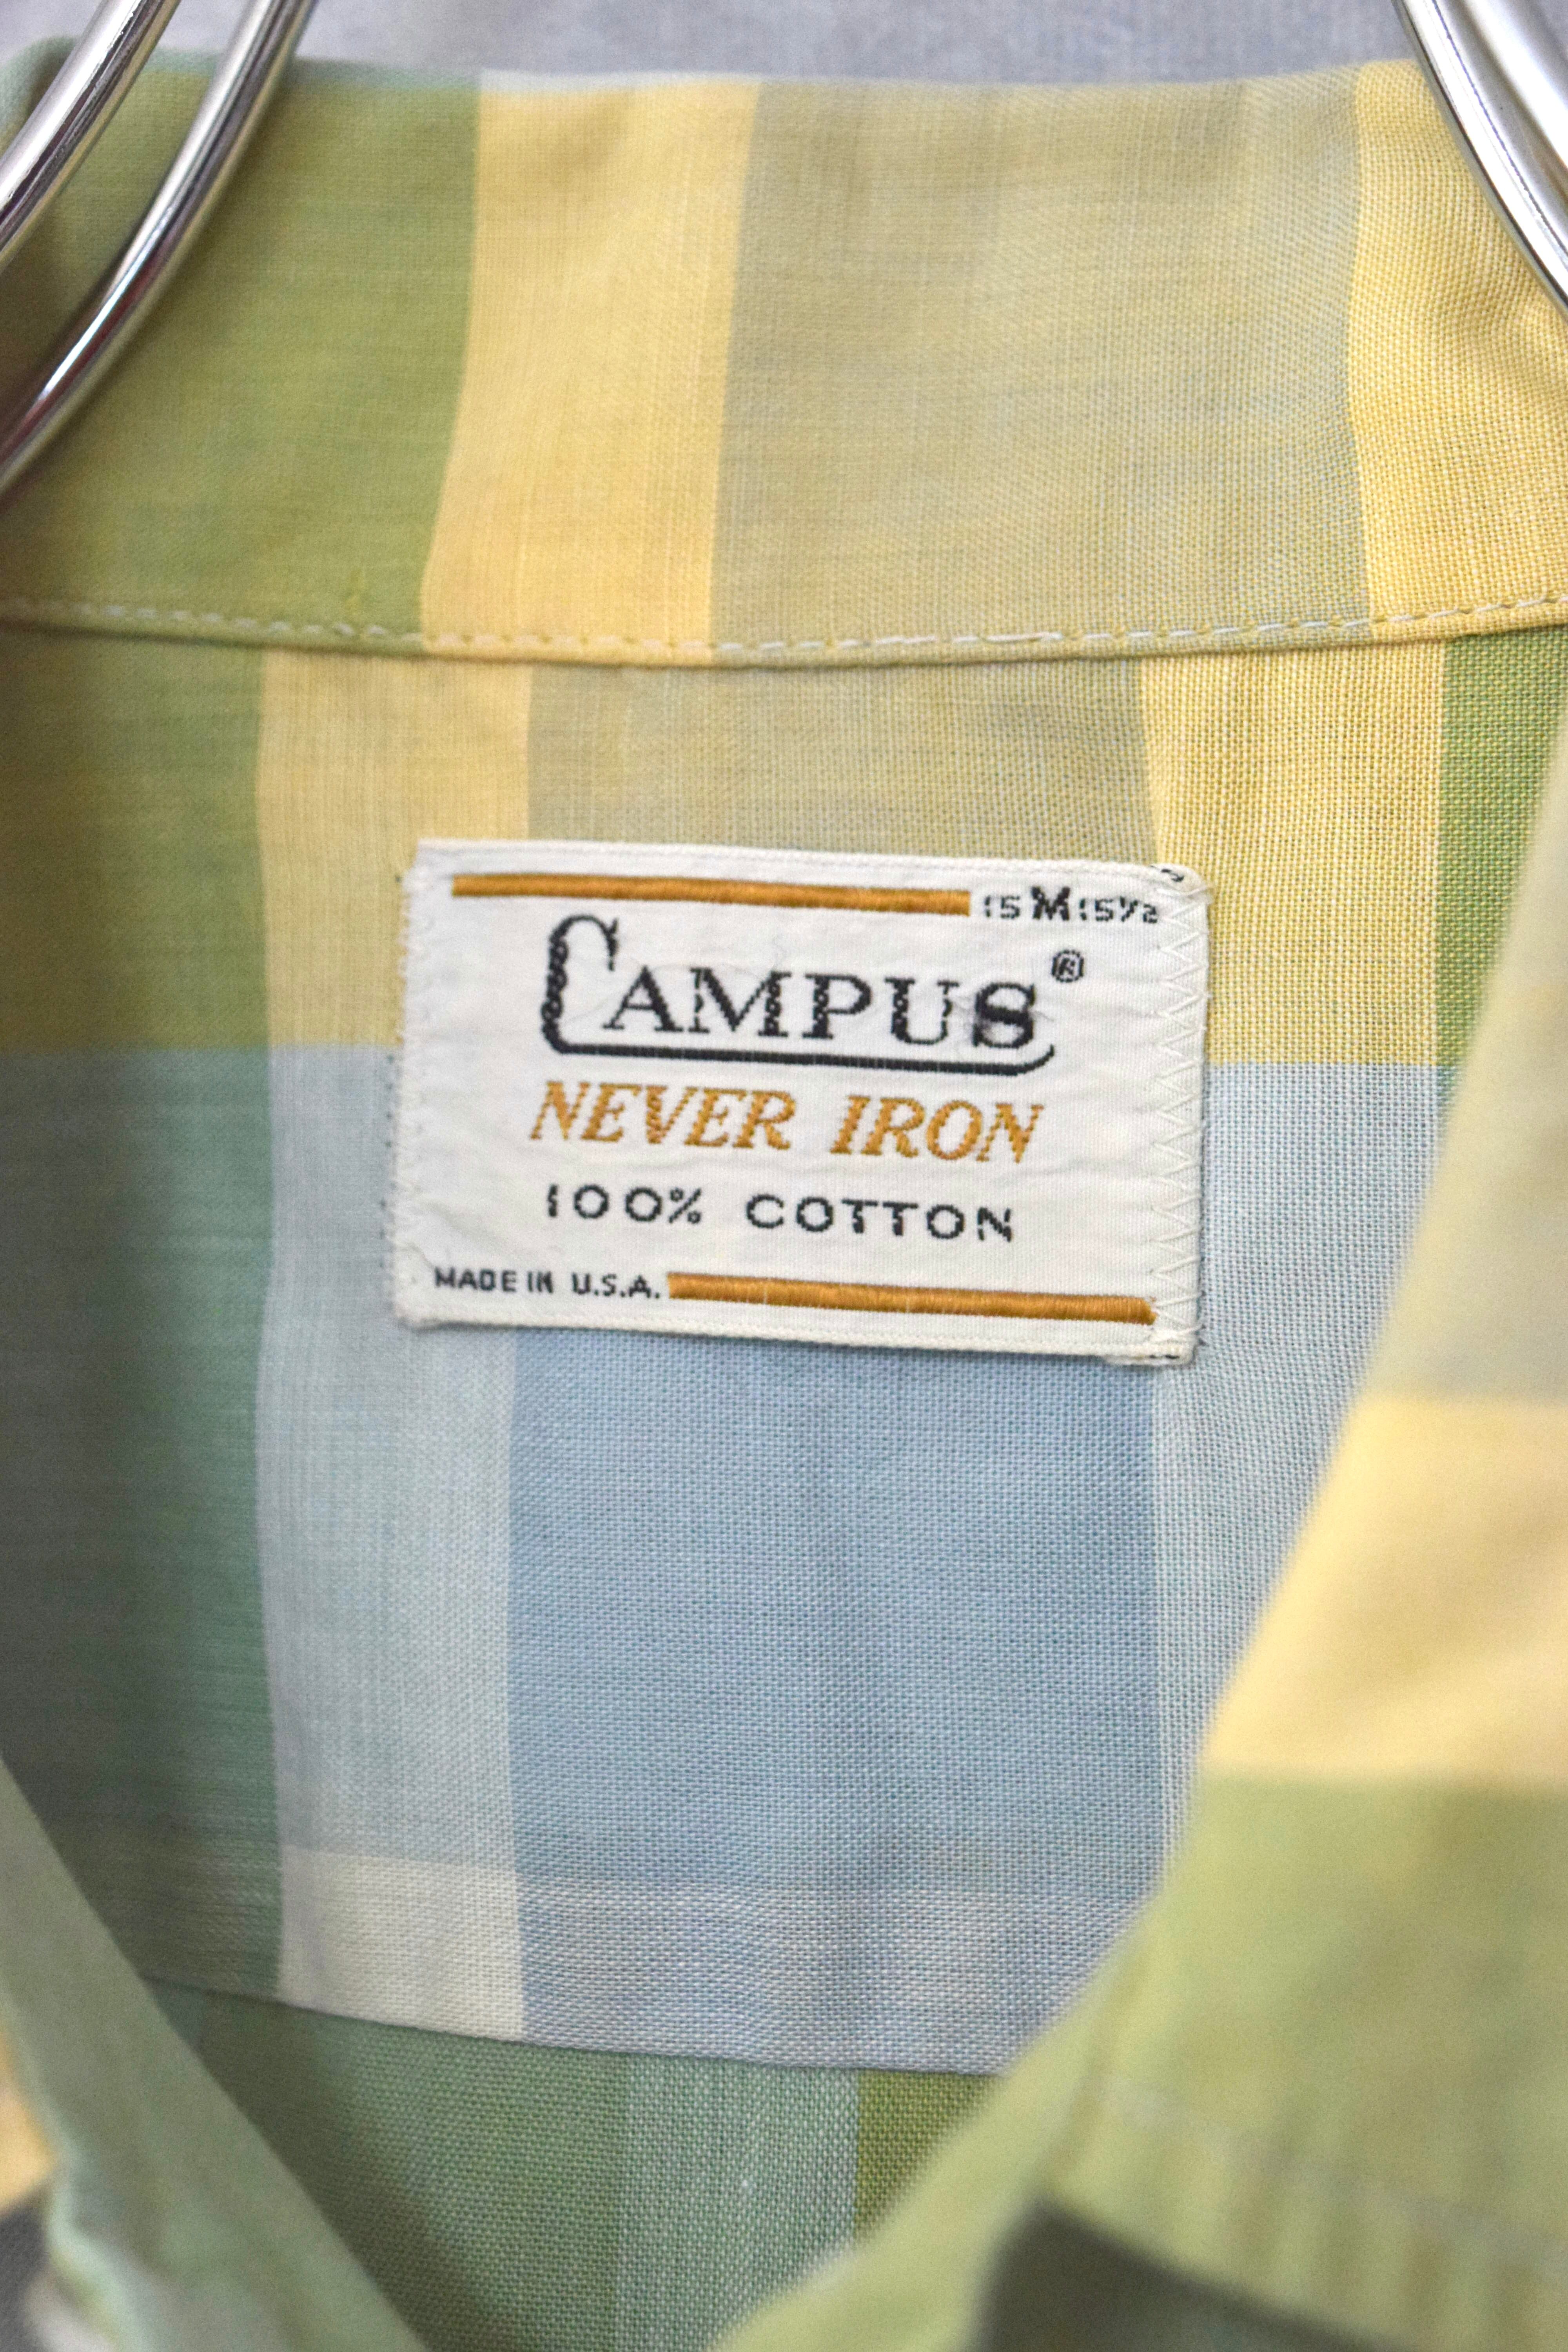 15 M 15½
CAMPUS®
NEVER IRON
100% COTTON
MADE IN U.S.A.